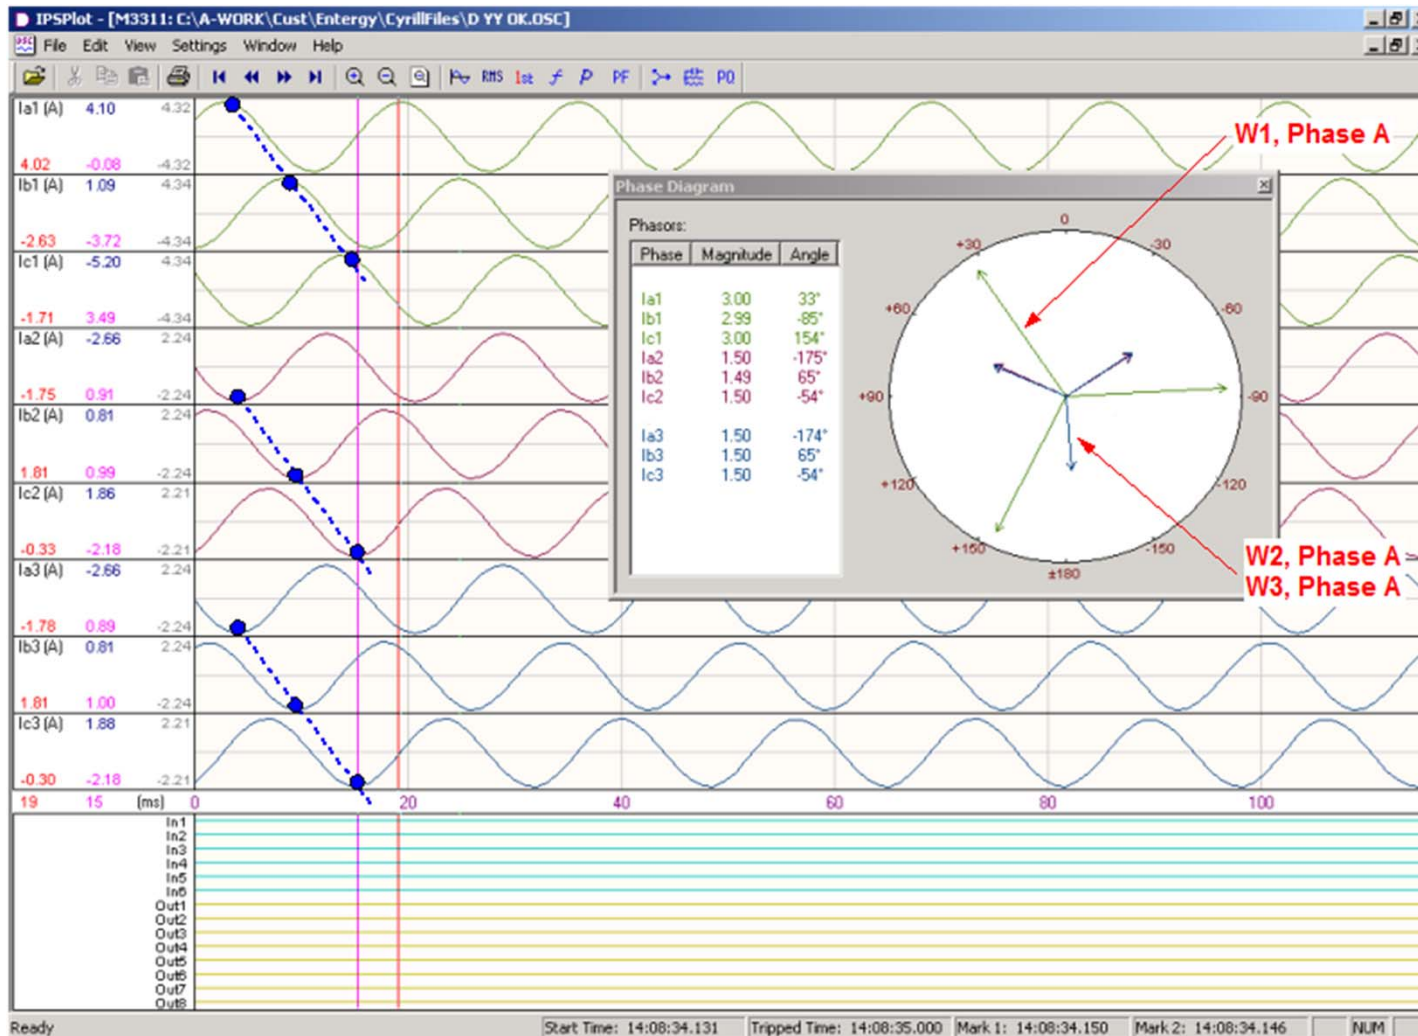 IPSPlot - [M3311: C:\A-WORK\Cust\Entergy\CyrillFiles\D YY OK.OSC]
File Edit View Settings Window Help
RMS 1st f P PF PQ
Ia1 (A) 4.10 4.32
4.02 -0.08 -4.32
Ib1 (A) 1.09 4.34
-2.63 -3.72 -4.34
Ic1 (A) -5.20 4.34
-1.71 3.49 -4.34
Ia2 (A) -2.66 2.24
-1.75 0.91 -2.24
Ib2 (A) 0.81 2.24
1.81 0.99 -2.24
Ic2 (A) 1.86 2.21
-0.33 -2.18 -2.21
Ia3 (A) -2.66 2.24
-1.78 0.89 -2.24
Ib3 (A) 0.81 2.24
1.81 1.00 -2.24
Ic3 (A) 1.88 2.21
-0.30 -2.18 -2.21
19 15 (ms) 0 20 40 60 80 100
W1, Phase A
Phase Diagram
Phasors:
Phase Magnitude Angle
Ia1 3.00 33°
Ib1 2.99 -85°
Ic1 3.00 154°
Ia2 1.50 -175°
Ib2 1.49 65°
Ic2 1.50 -54°
Ia3 1.50 -174°
Ib3 1.50 65°
Ic3 1.50 -54°
0
+30 -30
+60 -60
+90 -90
+120 -120
+150 -150
±180
W2, Phase A
W3, Phase A
In1
In2
In3
In4
In5
In6
Out1
Out2
Out3
Out4
Out5
Out6
Out7
Out8
Ready Start Time: 14:08:34.131 Tripped Time: 14:08:35.000 Mark 1: 14:08:34.150 Mark 2: 14:08:34.146 NUM